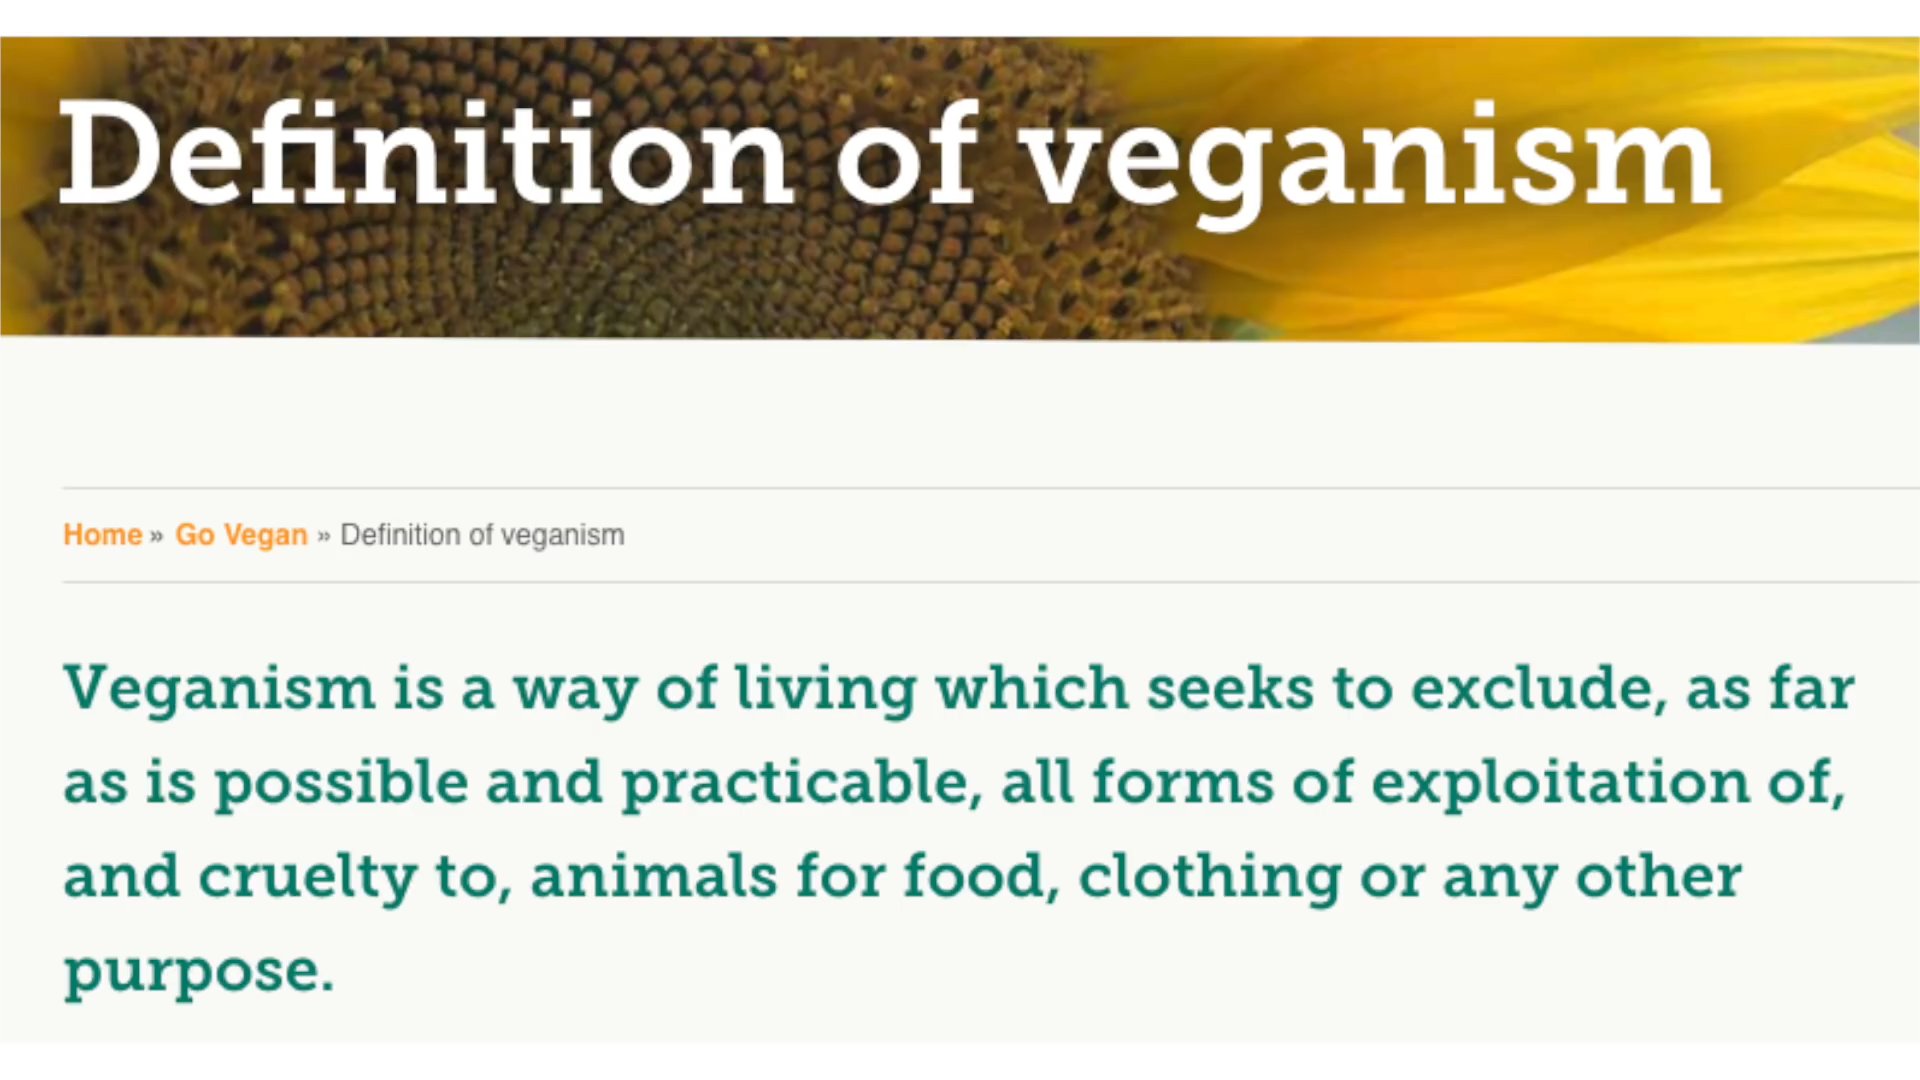 Definition of veganism
Home » Go Vegan » Definition of veganism
Veganism is a way of living which seeks to exclude, as far
as is possible and practicable, all forms of exploitation of,
and cruelty to, animals for food, clothing or any other
purpose.